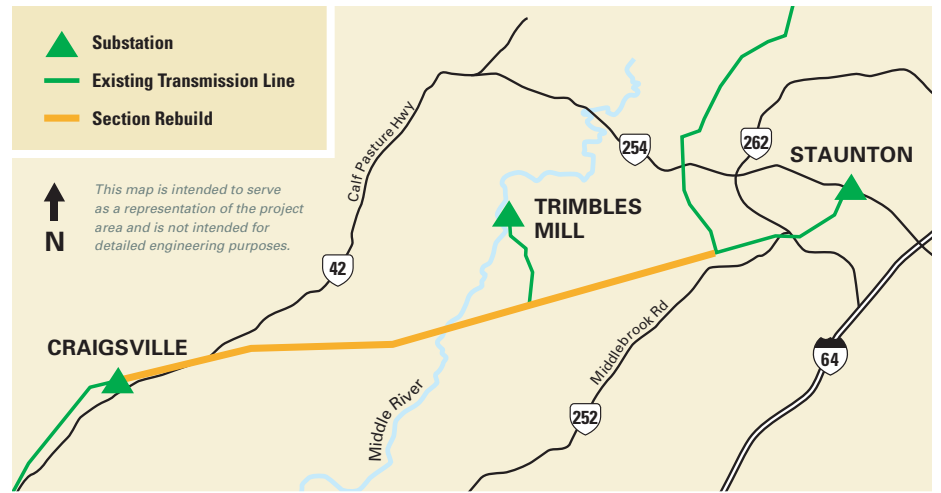 Substation
Existing Transmission Line
Section Rebuild
N
This map is intended to serve
as a representation of the project
area and is not intended for
detailed engineering purposes.
Calf Pasture Hwy
254
262
STAUNTON
TRIMBLES
MILL
42
CRAIGSVILLE
Middlebrook Rd
64
Middle River
252